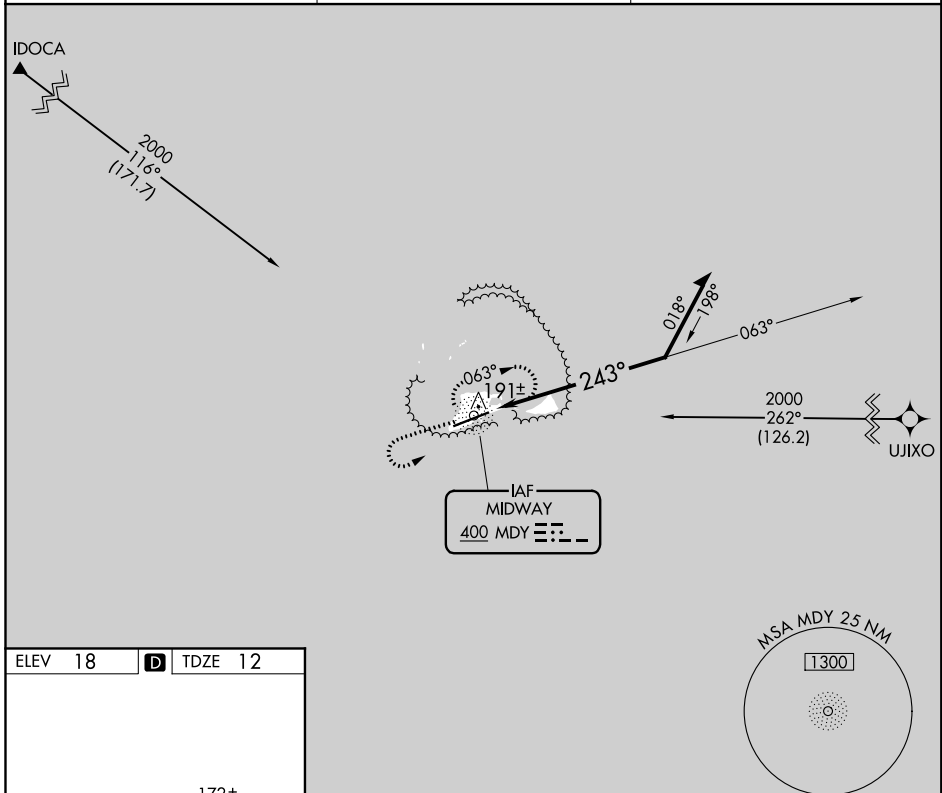 IDOCA
2000
116°
(171.7)
018°
198°
063°
063°
191±
243°
2000
262°
(126.2)
UJIXO
IAF
MIDWAY
400 MDY
MSA MDY 25 NM
1300
ELEV 18 D TDZE 12
172±